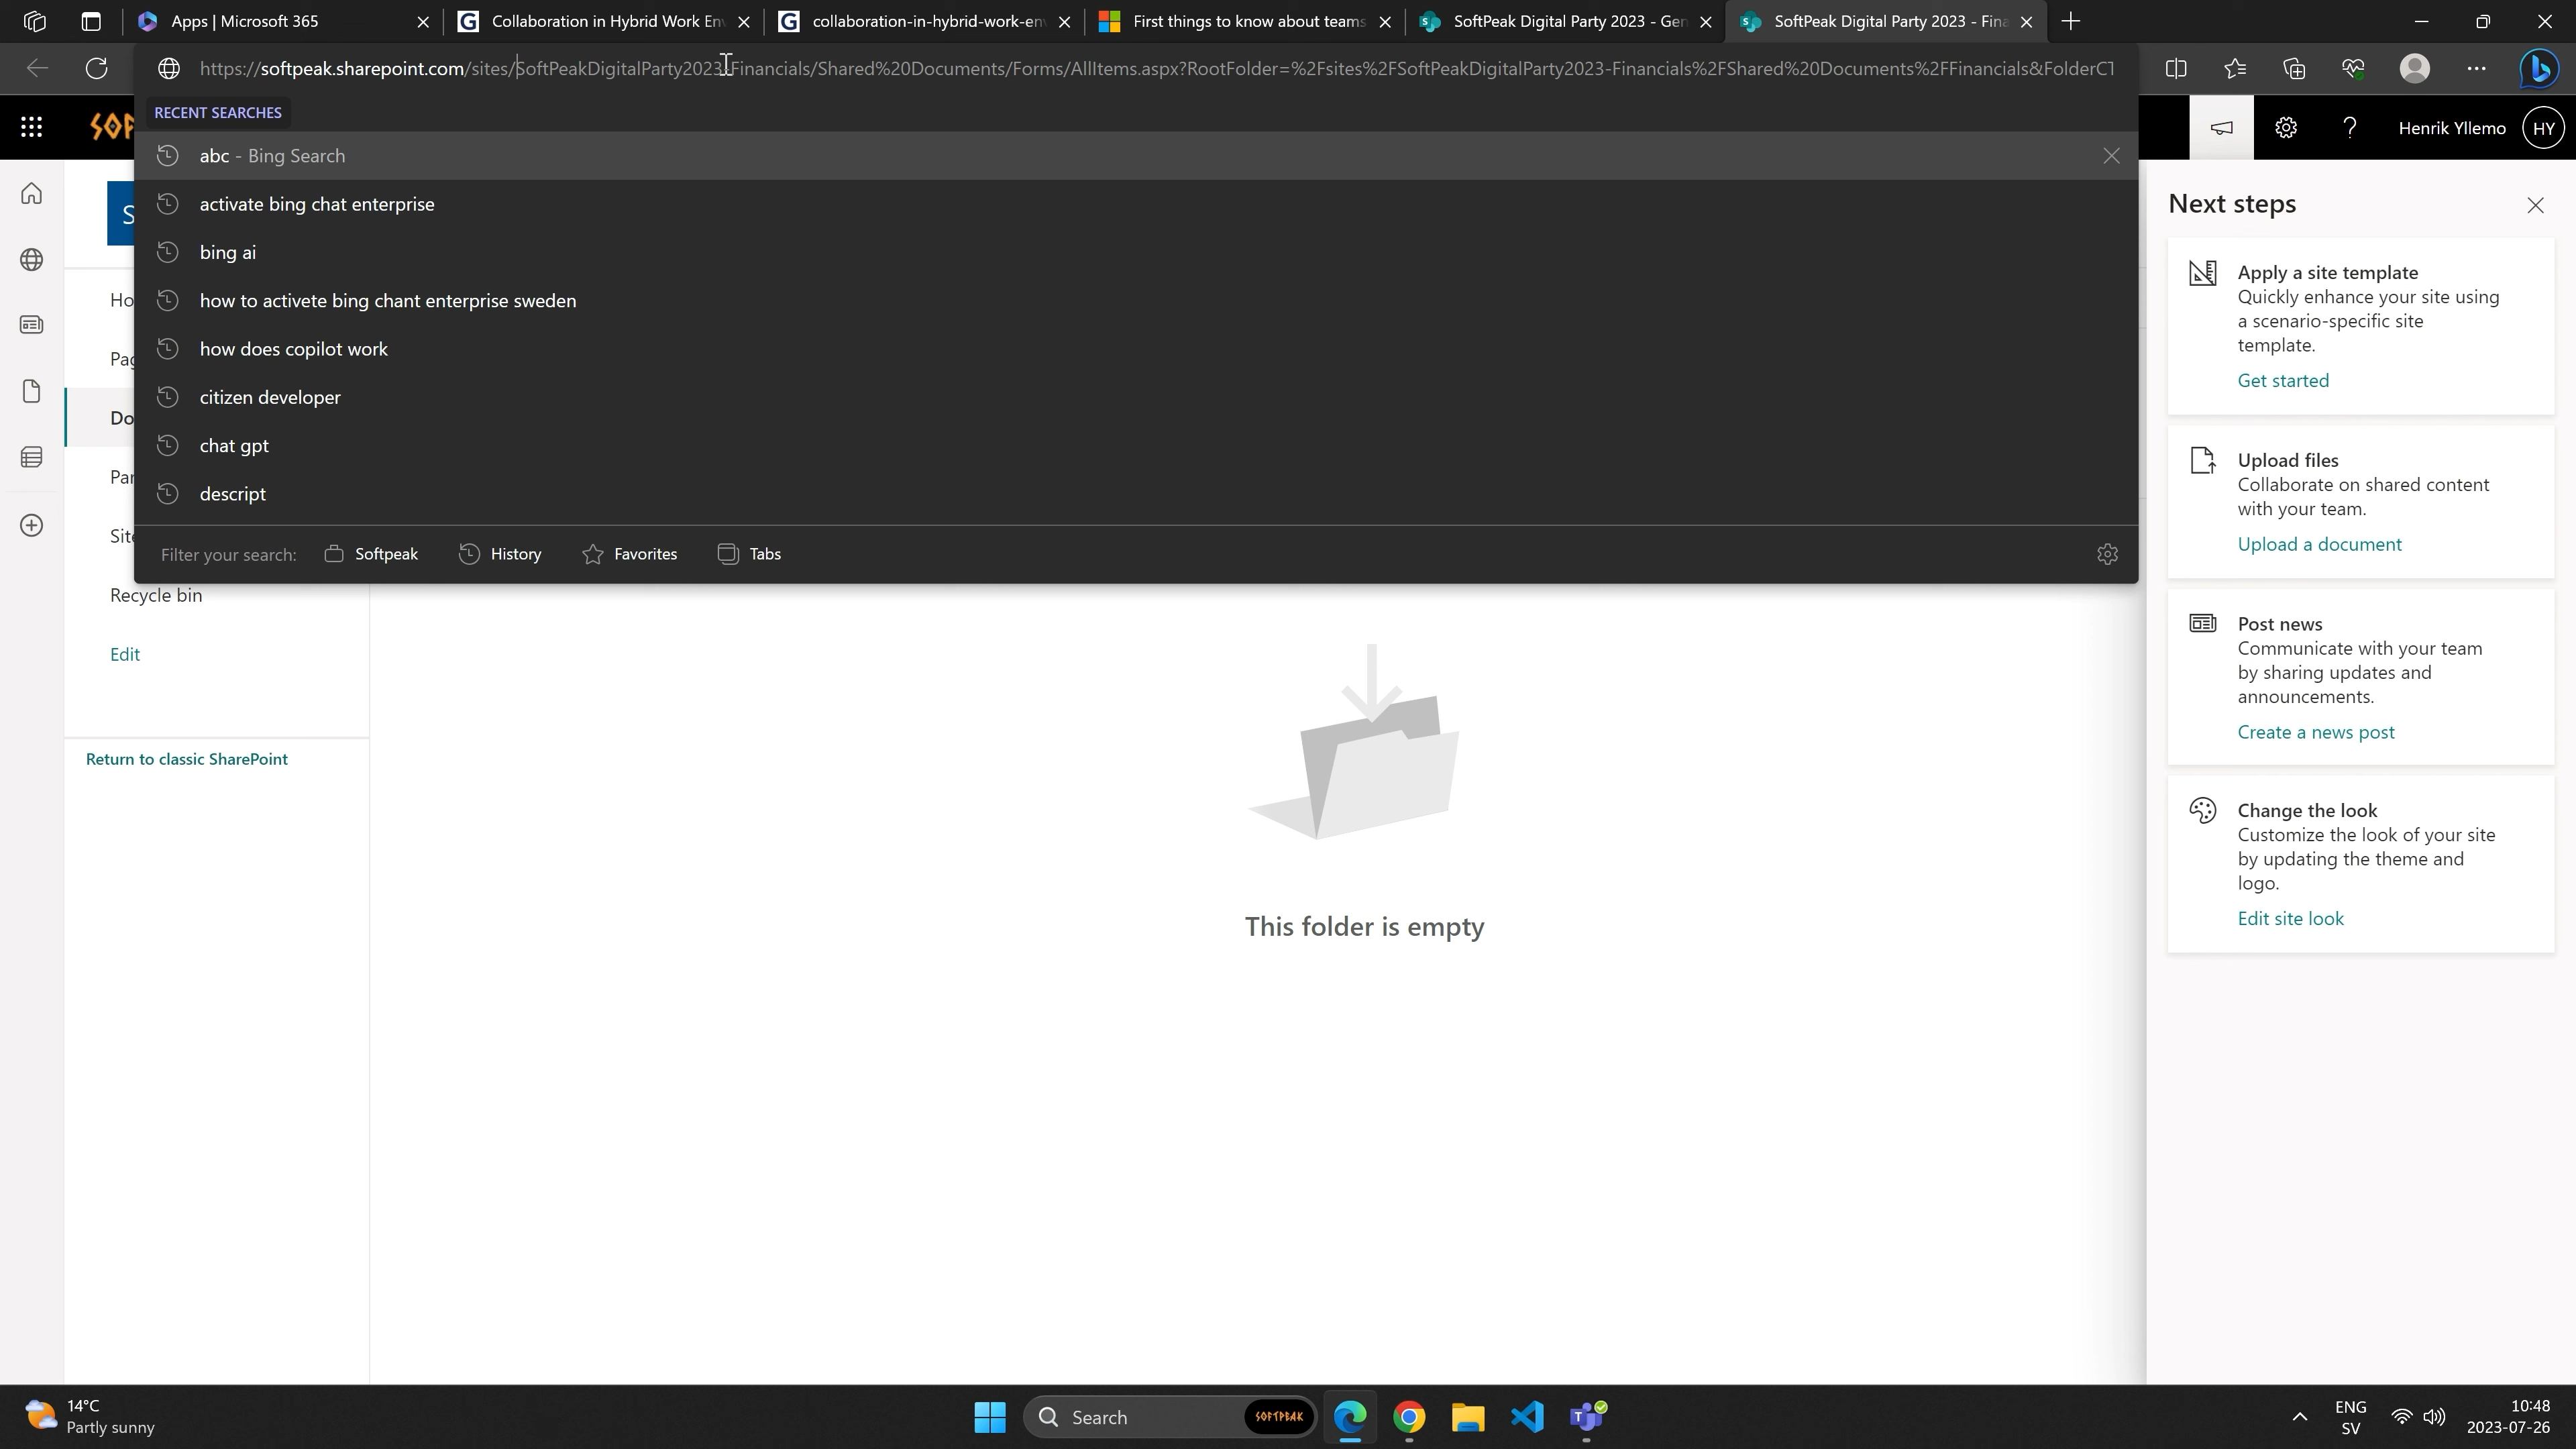 Apps | Microsoft 365
Collaboration in Hybrid Work En
collaboration-in-hybrid-work-en
First things to know about teams
SoftPeak Digital Party 2023 - Gen
SoftPeak Digital Party 2023 - Fina
https://softpeak.sharepoint.com/sites/SoftPeakDigitalParty2023-Financials/Shared%20Documents/Forms/AllItems.aspx?RootFolder=%2Fsites%2FSoftPeakDigitalParty2023-Financials%2FShared%20Documents%2FFinancials&FolderCT
RECENT SEARCHES
abc - Bing Search
activate bing chat enterprise
bing ai
how to activete bing chant enterprise sweden
how does copilot work
citizen developer
chat gpt
descript
Filter your search:
Softpeak
History
Favorites
Tabs
SOF
Henrik Yllemo
HY
S
Ho
Pag
Do
Par
Site
Recycle bin
Edit
Return to classic SharePoint
This folder is empty
Next steps
Apply a site template
Quickly enhance your site using
a scenario-specific site
template.
Get started
Upload files
Collaborate on shared content
with your team.
Upload a document
Post news
Communicate with your team
by sharing updates and
announcements.
Create a news post
Change the look
Customize the look of your site
by updating the theme and
logo.
Edit site look
14°C
Partly sunny
Search
SOFTPEAK
ENG
SV
10:48
2023-07-26